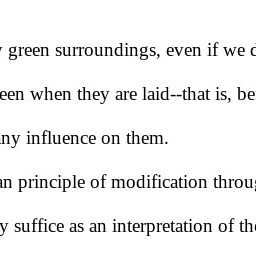 green surroundings, even if we
een when they are laid--that is, be
any influence on them.
an principle of modification throug
y suffice as an interpretation of the